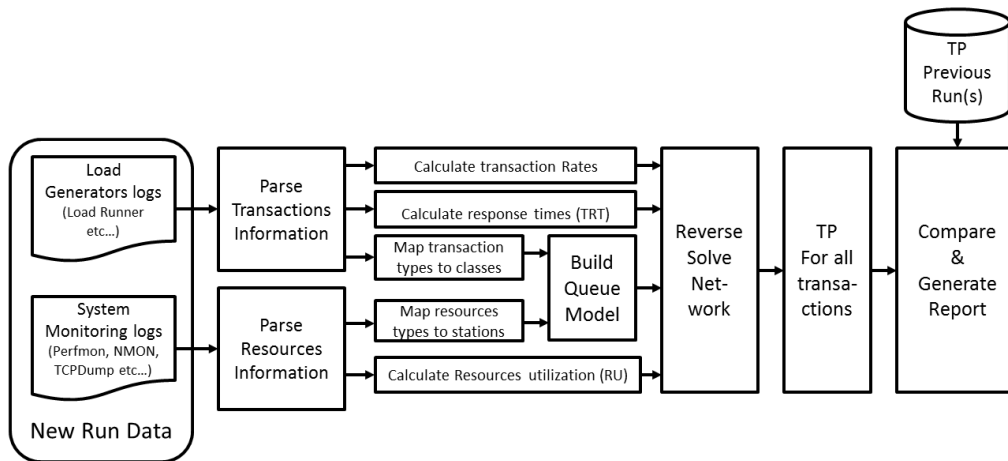 TP
Previous
Run(s)
Load
Generators logs
(Load Runner
etc...)
System
Monitoring logs
(Perfmon, NMON,
TCPDump etc...)
New Run Data
Parse
Transactions
Information
Parse
Resources
Information
Calculate transaction Rates
Calculate response times (TRT)
Map transaction
types to classes
Map resources
types to stations
Calculate Resources utilization (RU)
Build
Queue
Model
Reverse
Solve
Net-
work
TP
For all
transa-
ctions
Compare
&
Generate
Report